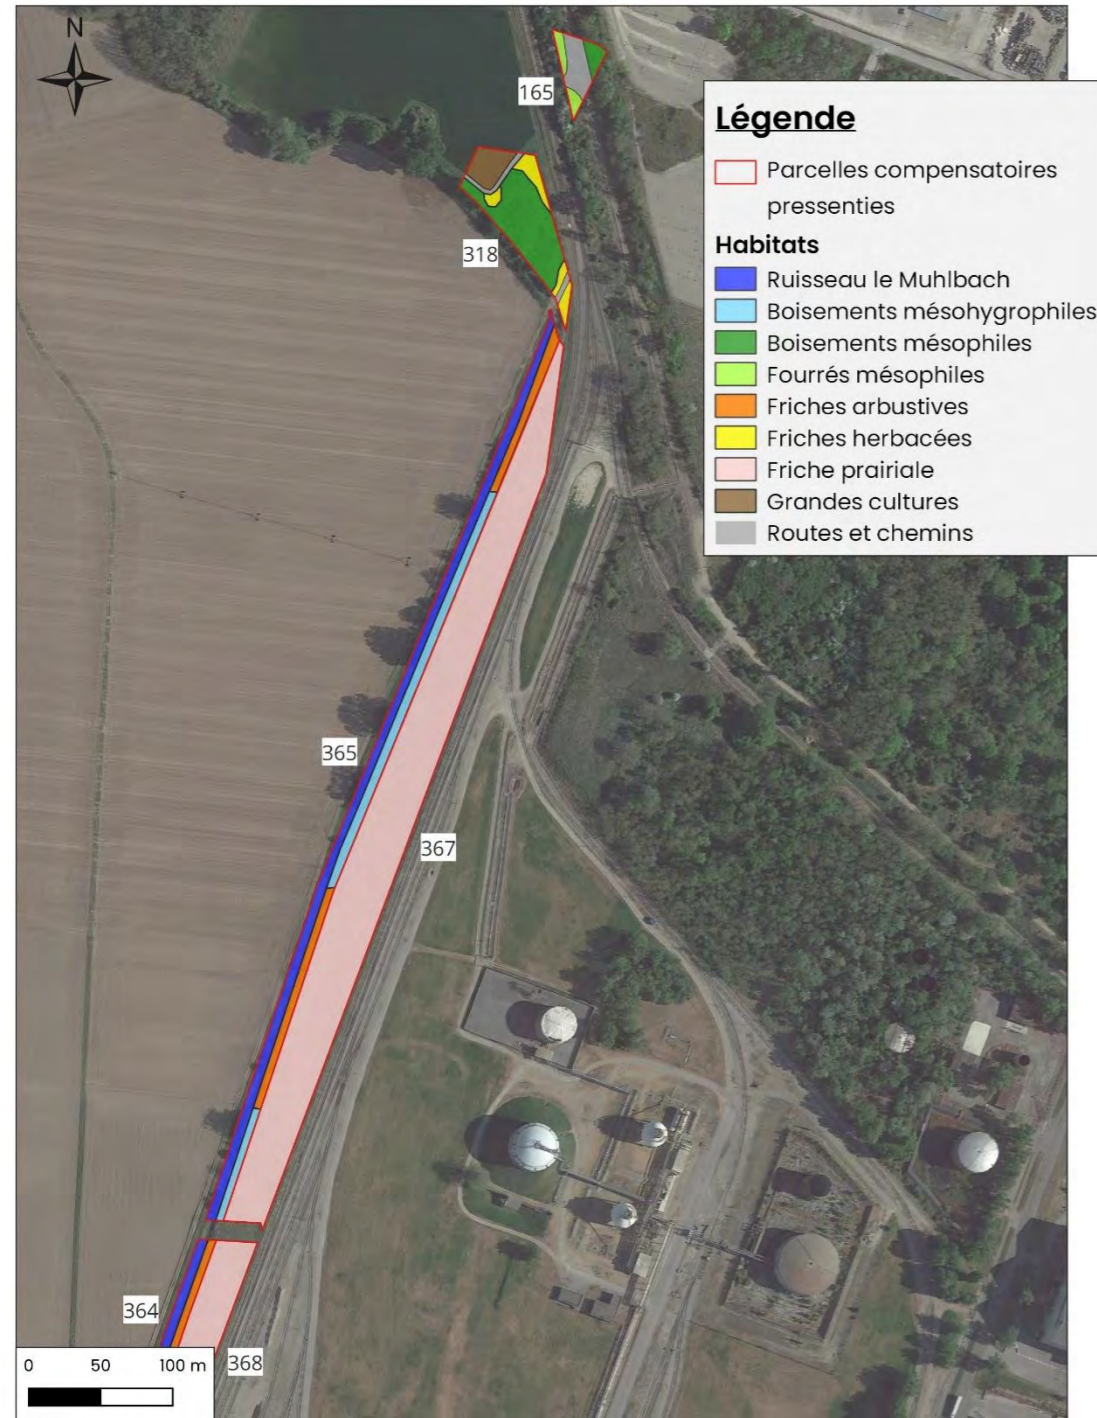 N
165
Légende
Parcelles compensatoires
pressenties
Habitats
318
Ruisseau le Muhlbach
Boisements mésohygrophiles
Boisements mésophiles
Fourrés mésophiles
Friches arbustives
Friches herbacées
Friche prairiale
Grandes cultures
Routes et chemins
365
367
364
368
0 50 100 m